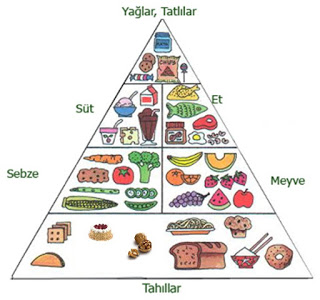 Yağlar, Tatlılar
Süt
Et
Sebze
Meyve
Tahıllar